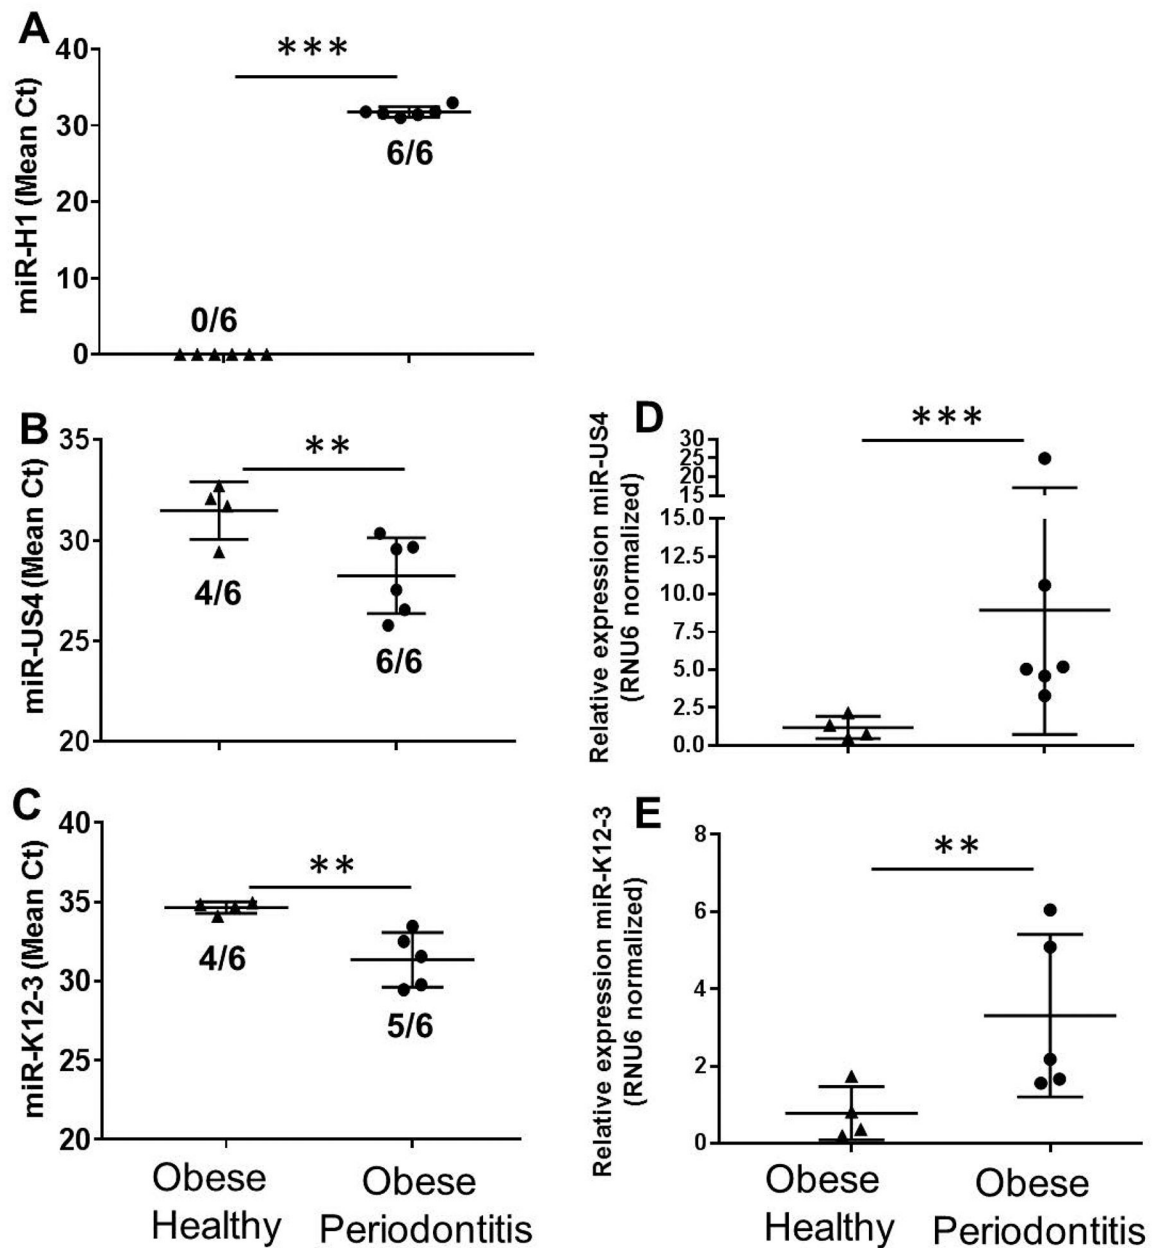 A
miR-H1 (Mean Ct)
40
30
20
10
0
***
6/6
0/6
B
miR-US4 (Mean Ct)
35
30
25
20
**
4/6
6/6
D
Relative expression miR-US4
(RNU6 normalized)
30
25
20
15
15.0
12.5
10.0
7.5
5.0
2.5
0.0
***
C
miR-K12-3 (Mean Ct)
40
35
30
25
20
**
4/6
5/6
Obese
Healthy
Obese
Periodontitis
E
Relative expression miR-K12-3
(RNU6 normalized)
8
6
4
2
0
**
Obese
Healthy
Obese
Periodontitis